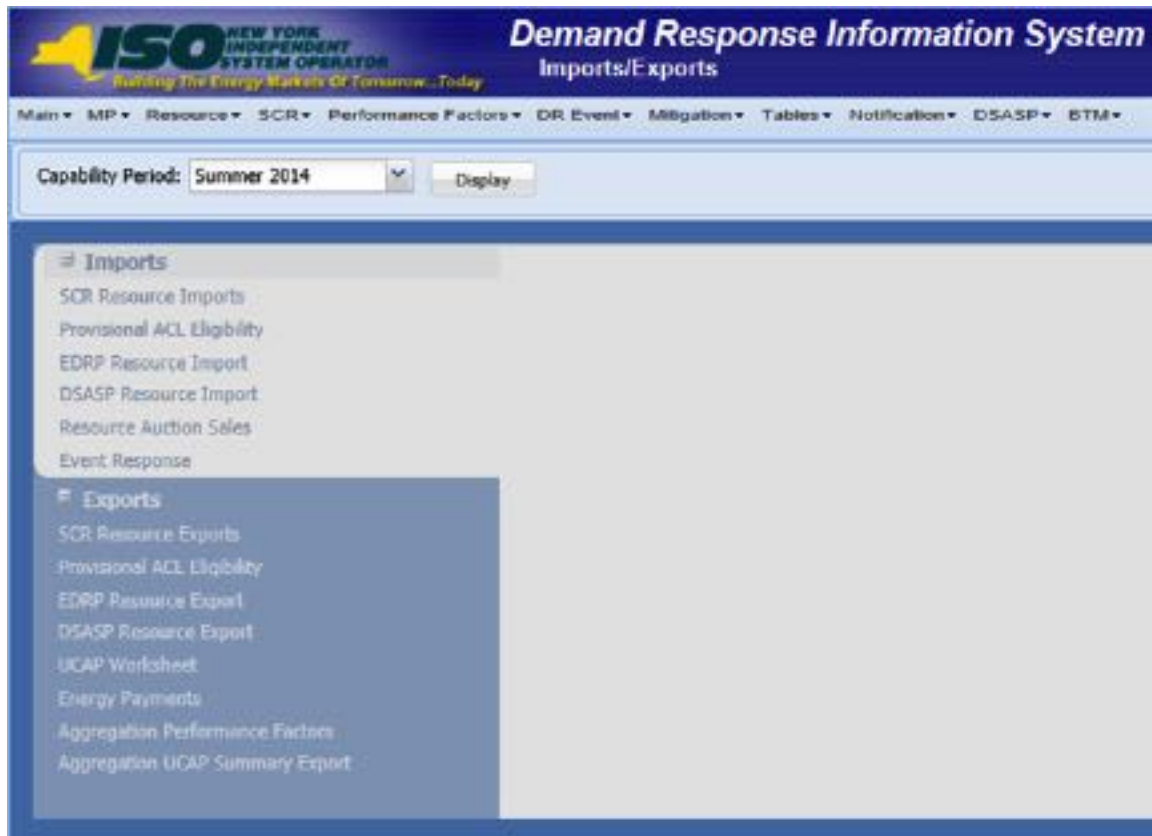 ISO NEW YORK
INDEPENDENT
SYSTEM OPERATOR
Building The Energy Markets Of Tomorrow...Today
Demand Response Information System
Imports/Exports
Main MP Resource SCR Performance Factors DR Event Mitigation Tables Notification DSASP BTM
Capability Period: Summer 2014 Display
Imports
SCR Resource Imports
Provisional ACL Eligibility
EDRP Resource Import
DSASP Resource Import
Resource Auction Sales
Event Response
Exports
SCR Resource Exports
Provisional ACL Eligibility
EDRP Resource Export
DSASP Resource Export
UCAP Worksheet
Energy Payments
Aggregation Performance Factors
Aggregation UCAP Summary Export